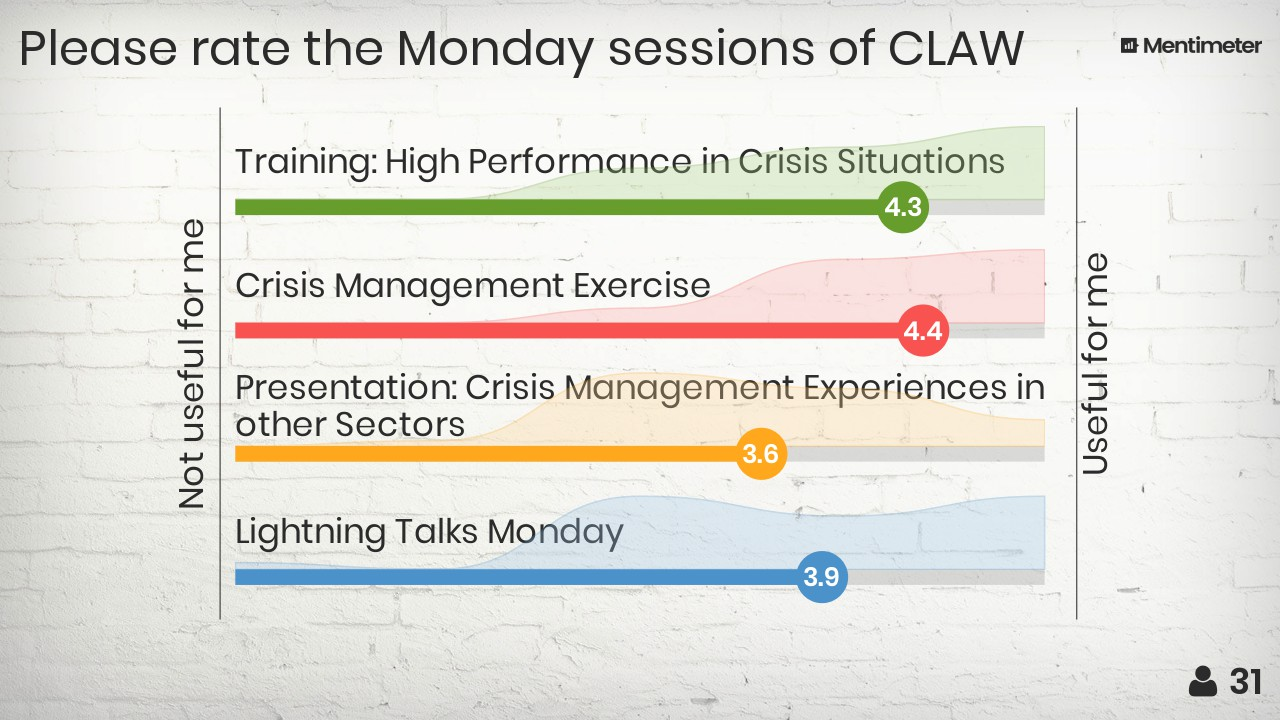 Please rate the Monday sessions of CLAW
Mentimeter
Not useful for me
Training: High Performance in Crisis Situations
4.3
Crisis Management Exercise
4.4
Presentation: Crisis Management Experiences in
other Sectors
3.6
Lightning Talks Monday
3.9
Useful for me
31